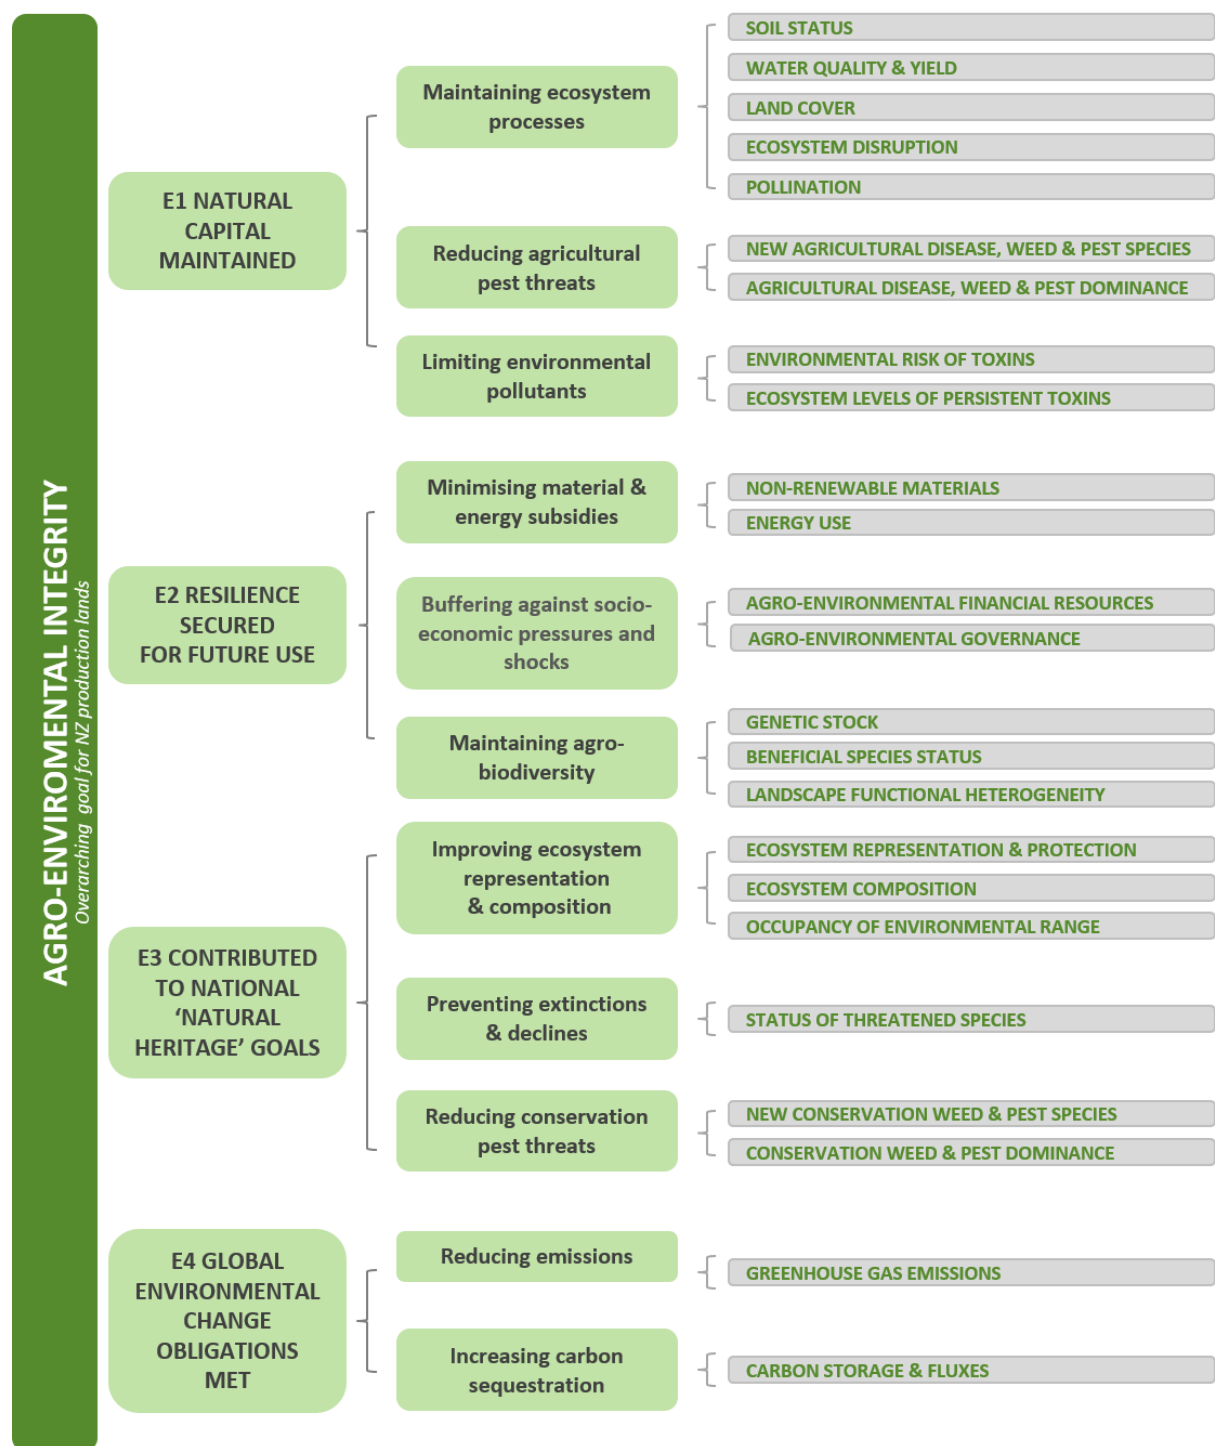 AGRO-ENVIROMENTAL INTEGRITY
Overarching goal for NZ production lands
E1 NATURAL
CAPITAL
MAINTAINED
Maintaining ecosystem
processes
SOIL STATUS
WATER QUALITY & YIELD
LAND COVER
ECOSYSTEM DISRUPTION
POLLINATION
Reducing agricultural
pest threats
NEW AGRICULTURAL DISEASE, WEED & PEST SPECIES
AGRICULTURAL DISEASE, WEED & PEST DOMINANCE
Limiting environmental
pollutants
ENVIRONMENTAL RISK OF TOXINS
ECOSYSTEM LEVELS OF PERSISTENT TOXINS
E2 RESILIENCE
SECURED
FOR FUTURE USE
Minimising material &
energy subsidies
NON-RENEWABLE MATERIALS
ENERGY USE
Buffering against socio-
economic pressures and
shocks
AGRO-ENVIRONMENTAL FINANCIAL RESOURCES
AGRO-ENVIRONMENTAL GOVERNANCE
Maintaining agro-
biodiversity
GENETIC STOCK
BENEFICIAL SPECIES STATUS
LANDSCAPE FUNCTIONAL HETEROGENEITY
E3 CONTRIBUTED
TO NATIONAL
‘NATURAL
HERITAGE’ GOALS
Improving ecosystem
representation
& composition
ECOSYSTEM REPRESENTATION & PROTECTION
ECOSYSTEM COMPOSITION
OCCUPANCY OF ENVIRONMENTAL RANGE
Preventing extinctions
& declines
STATUS OF THREATENED SPECIES
Reducing conservation
pest threats
NEW CONSERVATION WEED & PEST SPECIES
CONSERVATION WEED & PEST DOMINANCE
E4 GLOBAL
ENVIRONMENTAL
CHANGE
OBLIGATIONS
MET
Reducing emissions
GREENHOUSE GAS EMISSIONS
Increasing carbon
sequestration
CARBON STORAGE & FLUXES